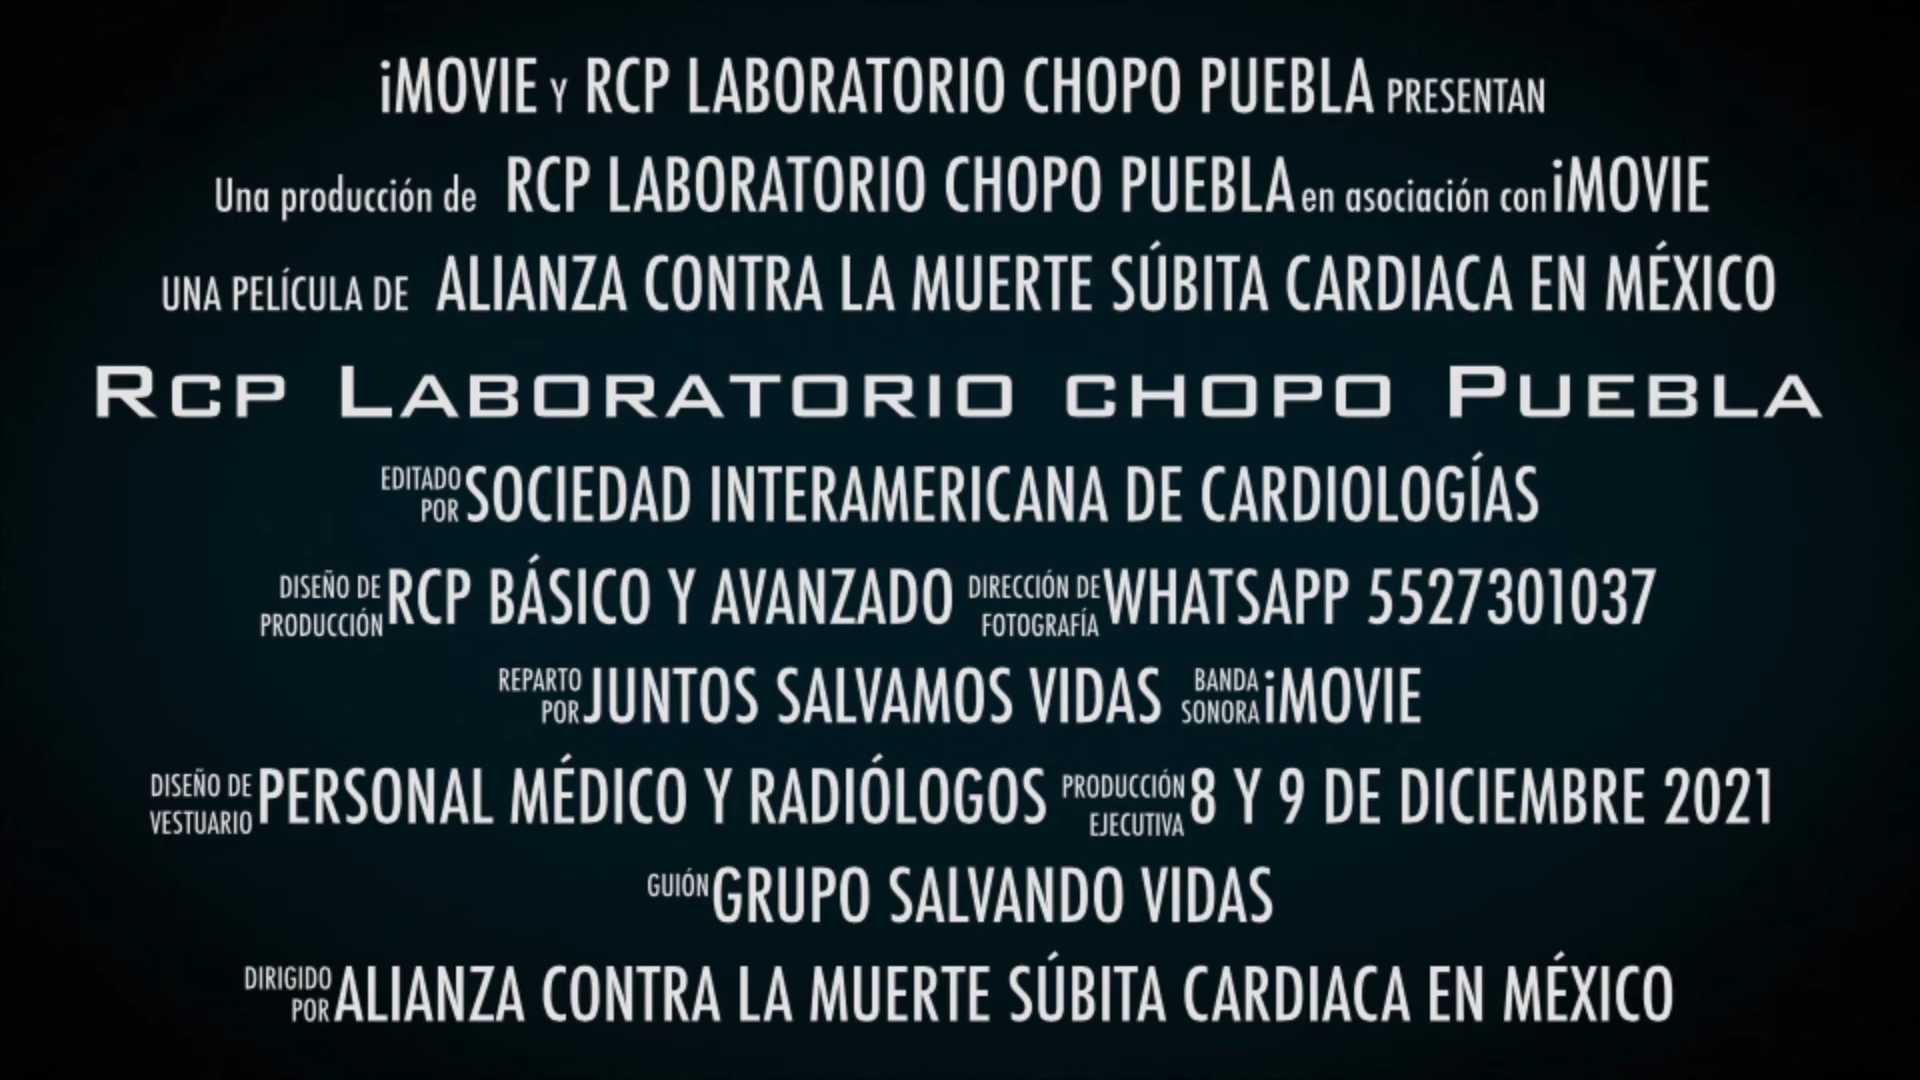 iMOVIE Y RCP LABORATORIO CHOPO PUEBLA PRESENTAN
Una producción de RCP LABORATORIO CHOPO PUEBLA en asociación con iMOVIE
UNA PELÍCULA DE ALIANZA CONTRA LA MUERTE SÚBITA CARDIACA EN MÉXICO
RCP LABORATORIO CHOPO PUEBLA
EDITADO POR SOCIEDAD INTERAMERICANA DE CARDIOLOGÍAS
DISEÑO DE PRODUCCIÓN RCP BÁSICO Y AVANZADO DIRECCIÓN DE FOTOGRAFÍA WHATSAPP 5527301037
REPARTO POR JUNTOS SALVAMOS VIDAS BANDA SONORA iMOVIE
DISEÑO DE VESTUARIO PERSONAL MÉDICO Y RADIÓLOGOS PRODUCCIÓN EJECUTIVA 8 Y 9 DE DICIEMBRE 2021
GUIÓN GRUPO SALVANDO VIDAS
DIRIGIDO POR ALIANZA CONTRA LA MUERTE SÚBITA CARDIACA EN MÉXICO